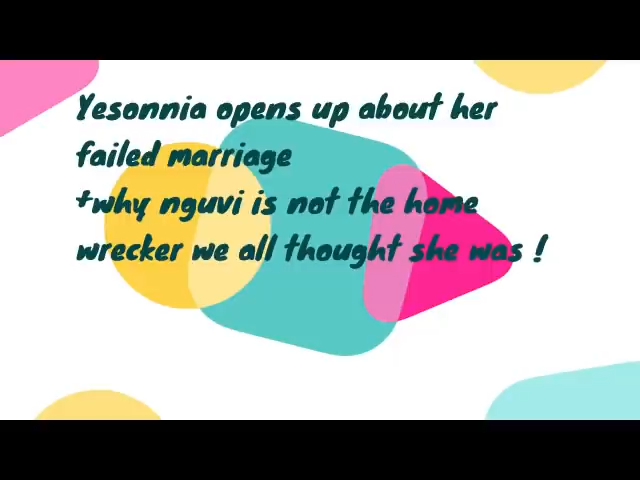 Yesonnia opens up about her
failed marriage
+why nguvi is not the home
wrecker we all thought she was !